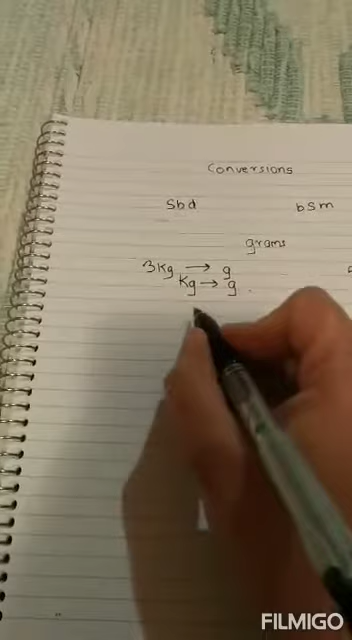 Conversions
Sbd bSm
grams
3Kg → g
Kg → g
FILMIGO